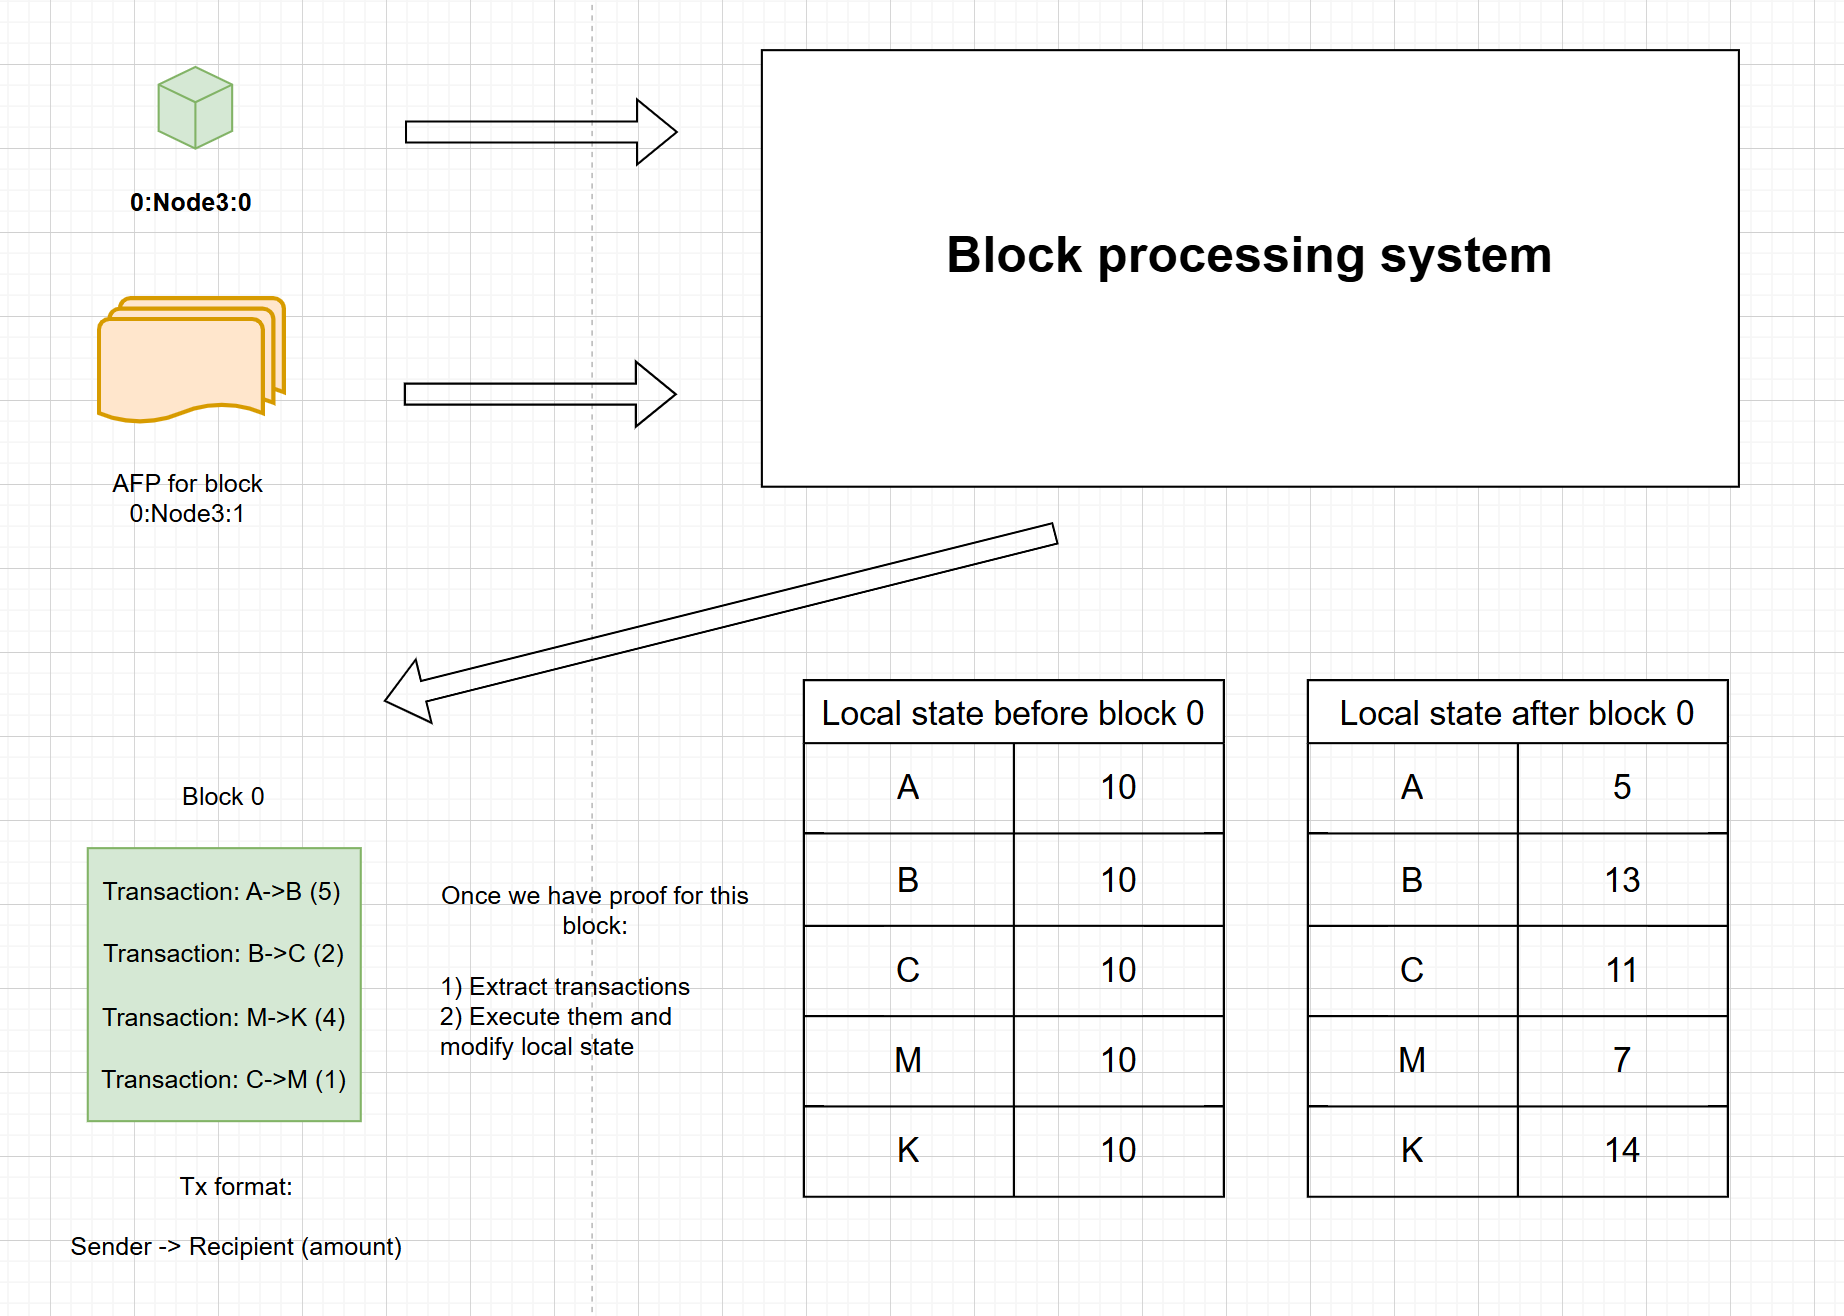 0:Node3:0
Block processing system
AFP for block
0:Node3:1
Block 0
Transaction: A->B (5)
Transaction: B->C (2)
Transaction: M->K (4)
Transaction: C->M (1)
Tx format:
Sender -> Recipient (amount)
Once we have proof for this
block:
1) Extract transactions
2) Execute them and
modify local state
Local state before block 0
A 10
B 10
C 10
M 10
K 10
Local state after block 0
A 5
B 13
C 11
M 7
K 14